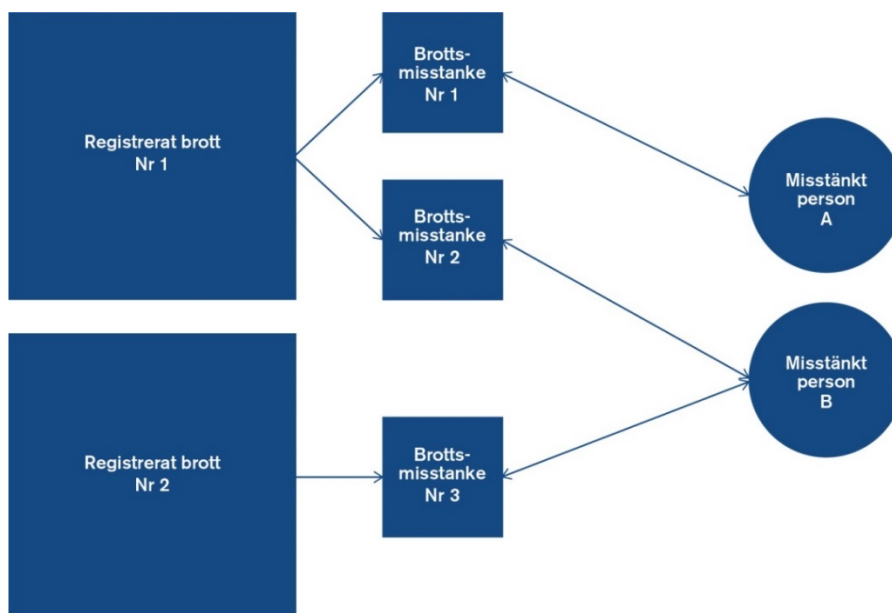 Registrerat brott
Nr 1
Brotts-
misstanke
Nr 1
Brotts-
misstanke
Nr 2
Misstänkt
person
A
Registrerat brott
Nr 2
Brotts-
misstanke
Nr 3
Misstänkt
person
B